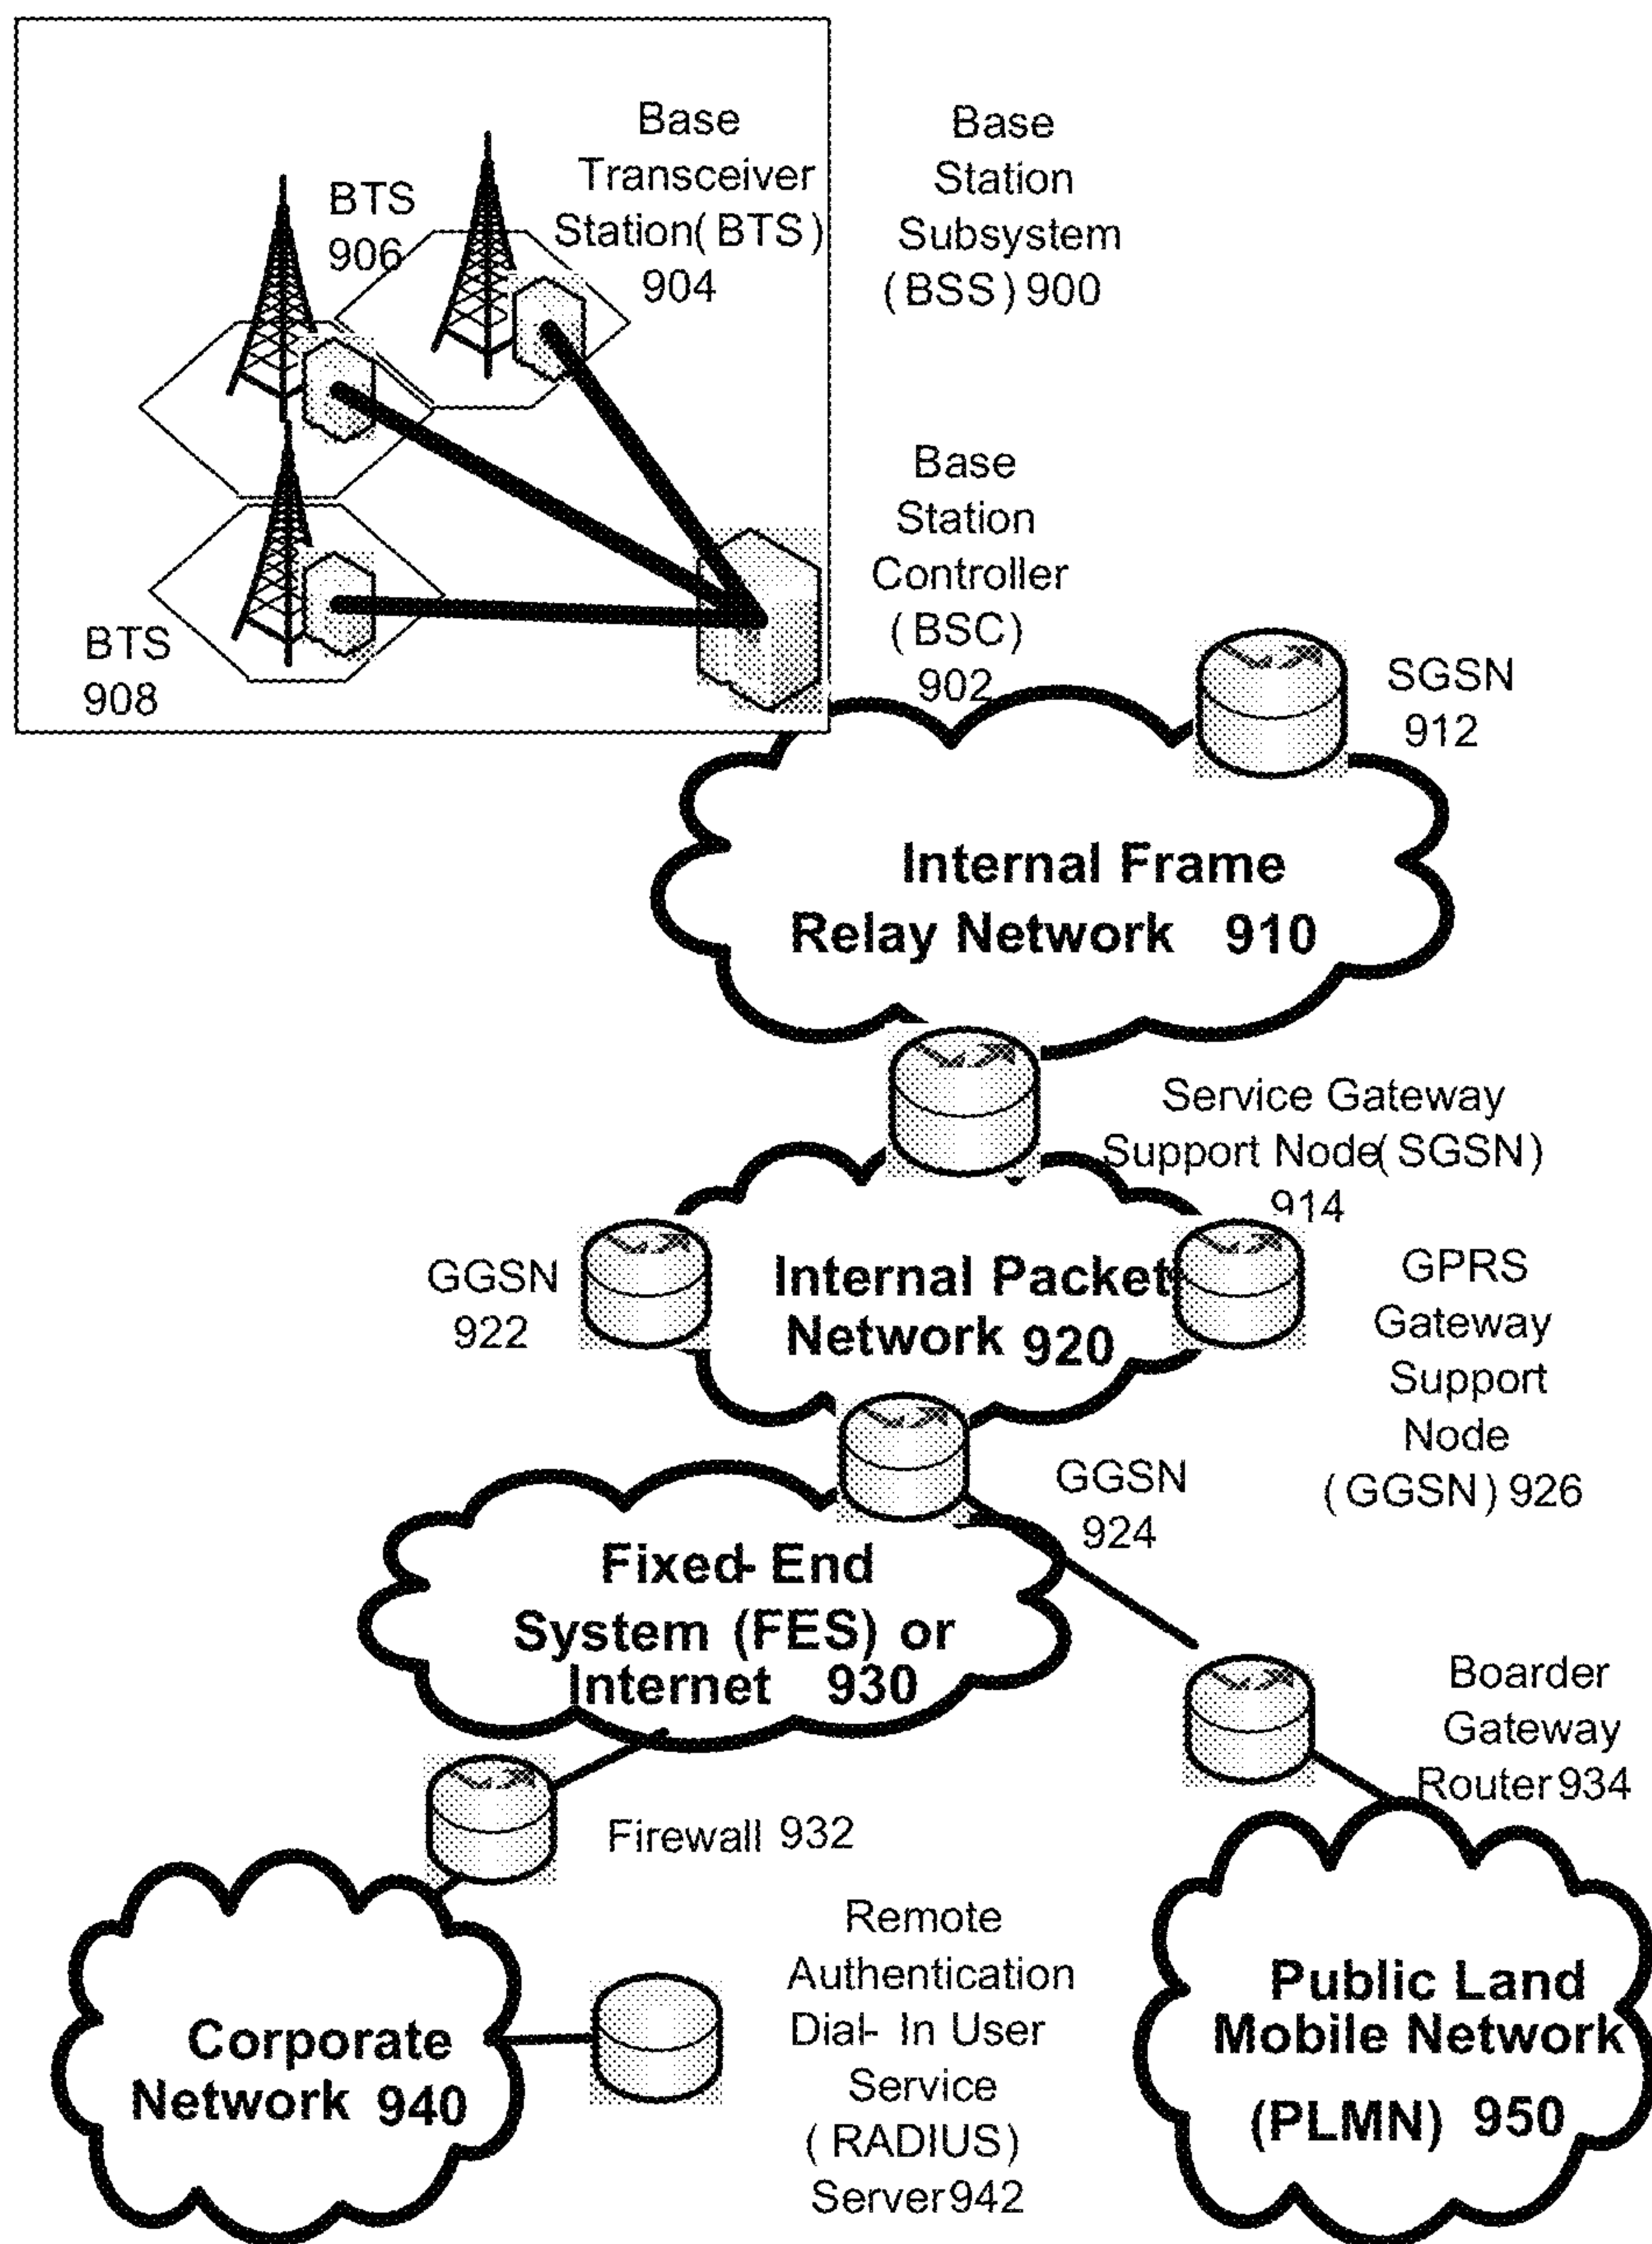 Base
Transceiver
Station(BTS)
904
BTS
906
BTS
908
Base
Station
Subsystem
(BSS) 900
Base
Station
Controller
(BSC)
902
SGSN
912
Internal Frame
Relay Network 910
Service Gateway
Support Node(SGSN)
914
GGSN
922
Internal Packet
Network 920
GPRS
Gateway
Support
Node
(GGSN) 926
GGSN
924
Fixed-End
System (FES) or
Internet 930
Boarder
Gateway
Router 934
Firewall 932
Remote
Authentication
Dial-In User
Service
(RADIUS)
Server 942
Corporate
Network 940
Public Land
Mobile Network
(PLMN) 950